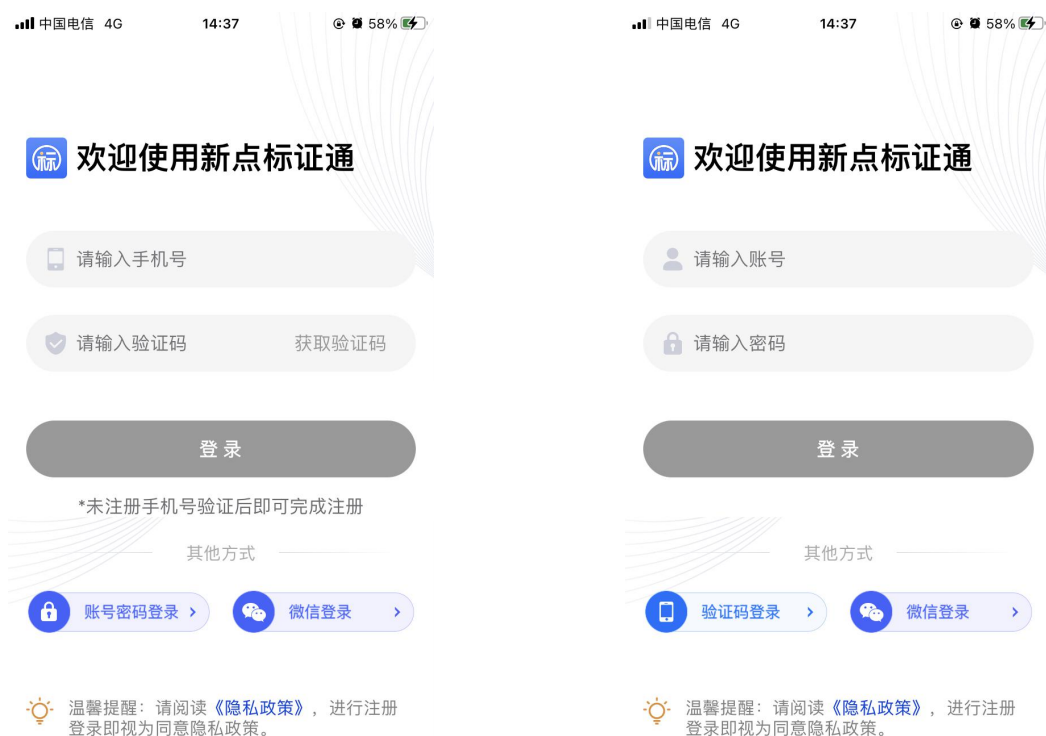 中国电信 4G 14:37 58%
标 欢迎使用新点标证通
请输入手机号
请输入验证码 获取验证码
登录
*未注册手机号验证后即可完成注册
其他方式
账号密码登录 微信登录
温馨提醒：请阅读《隐私政策》，进行注册
登录即视为同意隐私政策。
中国电信 4G 14:37 58%
标 欢迎使用新点标证通
请输入账号
请输入密码
登录
其他方式
验证码登录 微信登录
温馨提醒：请阅读《隐私政策》，进行注册
登录即视为同意隐私政策。